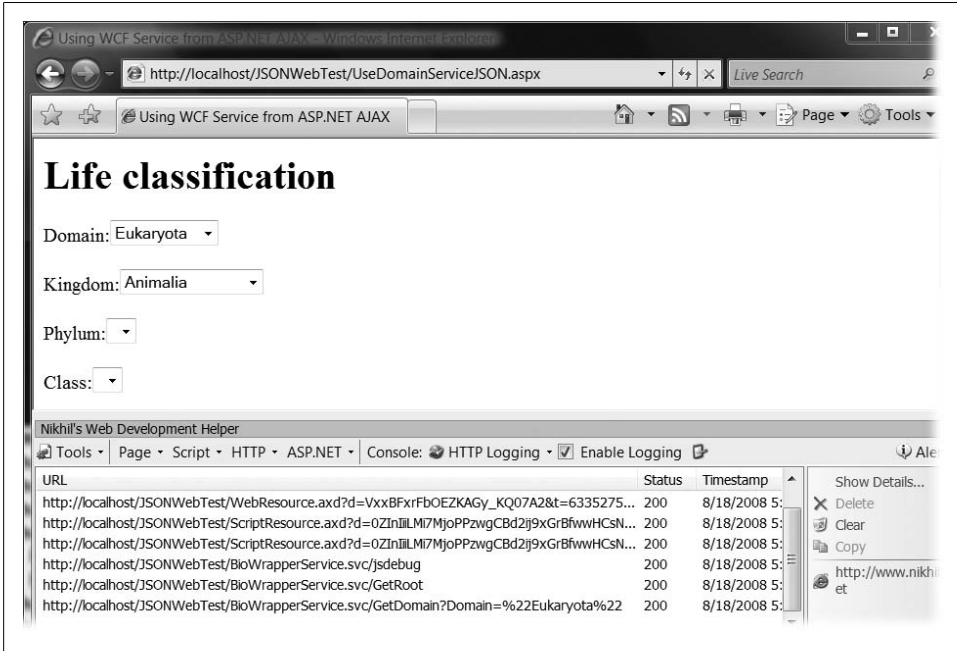 Using WCF Service from ASP.NET AJAX - Windows Internet Explorer
http://localhost/JSONWebTest/UseDomainServiceJSON.aspx
Live Search
Using WCF Service from ASP.NET AJAX
Page
Tools
Life classification
Domain: Eukaryota
Kingdom: Animalia
Phylum:
Class:
Nikhil's Web Development Helper
Tools Page Script HTTP ASP.NET Console: HTTP Logging Enable Logging Ale
URL Status Timestamp
http://localhost/JSONWebTest/WebResource.axd?d=VxxBFxrFbOEZKAGy_KQ07A2&t=6335275... 200 8/18/2008 5:
http://localhost/JSONWebTest/ScriptResource.axd?d=0ZInIiLMi7MjoPPzwgCBd2ij9xGrBfwwHCsN... 200 8/18/2008 5:
http://localhost/JSONWebTest/ScriptResource.axd?d=0ZInIiLMi7MjoPPzwgCBd2ij9xGrBfwwHCsN... 200 8/18/2008 5:
http://localhost/JSONWebTest/BioWrapperService.svc/jsdebug 200 8/18/2008 5:
http://localhost/JSONWebTest/BioWrapperService.svc/GetRoot 200 8/18/2008 5:
http://localhost/JSONWebTest/BioWrapperService.svc/GetDomain?Domain=%22Eukaryota%22 200 8/18/2008 5:
Show Details...
Delete
Clear
Copy
http://www.nikhi
et